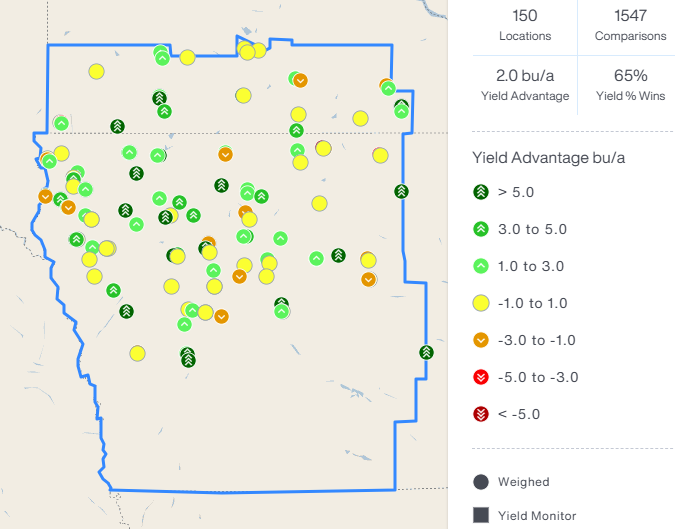 150
Locations
1547
Comparisons
2.0 bu/a
Yield Advantage
65%
Yield % Wins
Yield Advantage bu/a
> 5.0
3.0 to 5.0
1.0 to 3.0
-1.0 to 1.0
-3.0 to -1.0
-5.0 to -3.0
< -5.0
Weighed
Yield Monitor